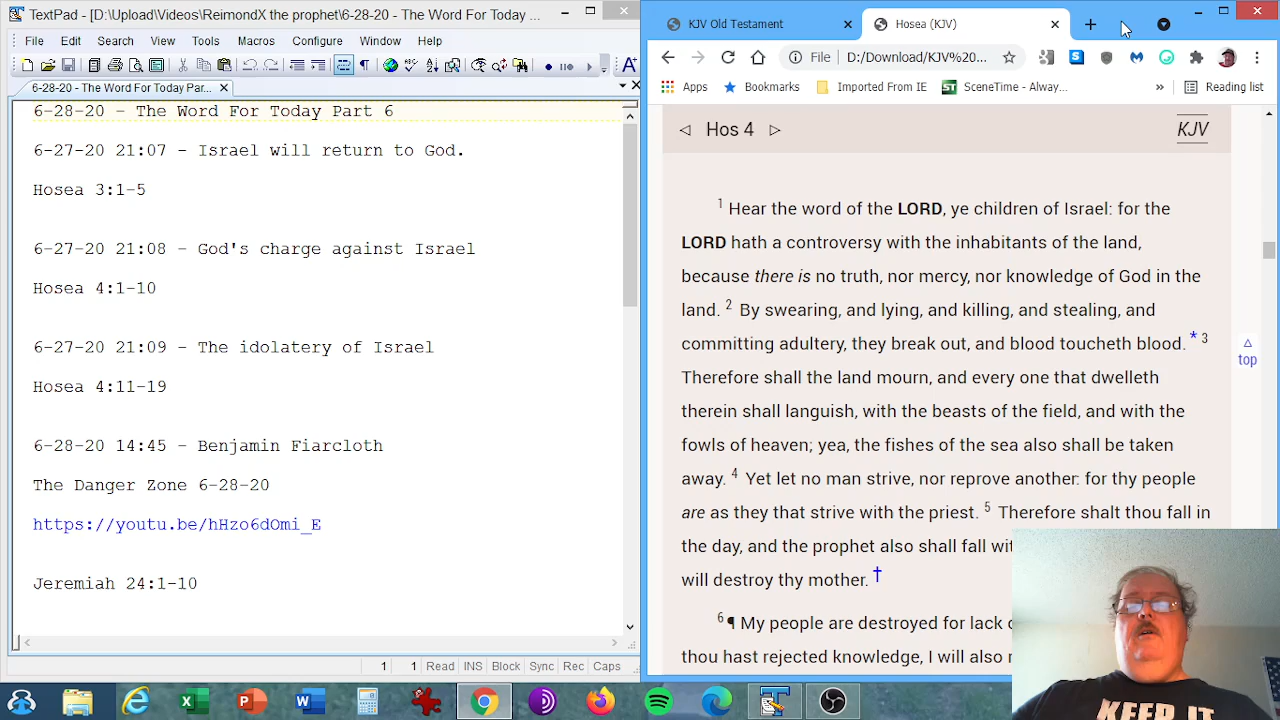 TextPad - [D:\Upload\Videos\ReimondX the prophet\6-28-20 - The Word For Today ...
File Edit Search View Tools Macros Configure Window Help
6-28-20 - The Word For Today Par...
6-28-20 - The Word For Today Part 6
6-27-20 21:07 - Israel will return to God.
Hosea 3:1-5
6-27-20 21:08 - God's charge against Israel
Hosea 4:1-10
6-27-20 21:09 - The idolatery of Israel
Hosea 4:11-19
6-28-20 14:45 - Benjamin Fiarcloth
The Danger Zone 6-28-20
https://youtu.be/hHzo6dOmi_E
Jeremiah 24:1-10
1 1 Read INS Block Sync Rec Caps
KJV Old Testament
Hosea (KJV)
File D:/Download/KJV%20...
Apps Bookmarks Imported From IE ST SceneTime - Alway... » Reading list
Hos 4 KJV
1 Hear the word of the LORD, ye children of Israel: for the
LORD hath a controversy with the inhabitants of the land,
because there is no truth, nor mercy, nor knowledge of God in the
land. 2 By swearing, and lying, and killing, and stealing, and
committing adultery, they break out, and blood toucheth blood. * 3
Therefore shall the land mourn, and every one that dwelleth
therein shall languish, with the beasts of the field, and with the
fowls of heaven; yea, the fishes of the sea also shall be taken
away. 4 Yet let no man strive, nor reprove another: for thy people
are as they that strive with the priest. 5 Therefore shalt thou fall in
the day, and the prophet also shall fall
will destroy thy mother. †
6 ¶ My people are destroyed for lack
thou hast rejected knowledge, I will also
top
KEEP IT